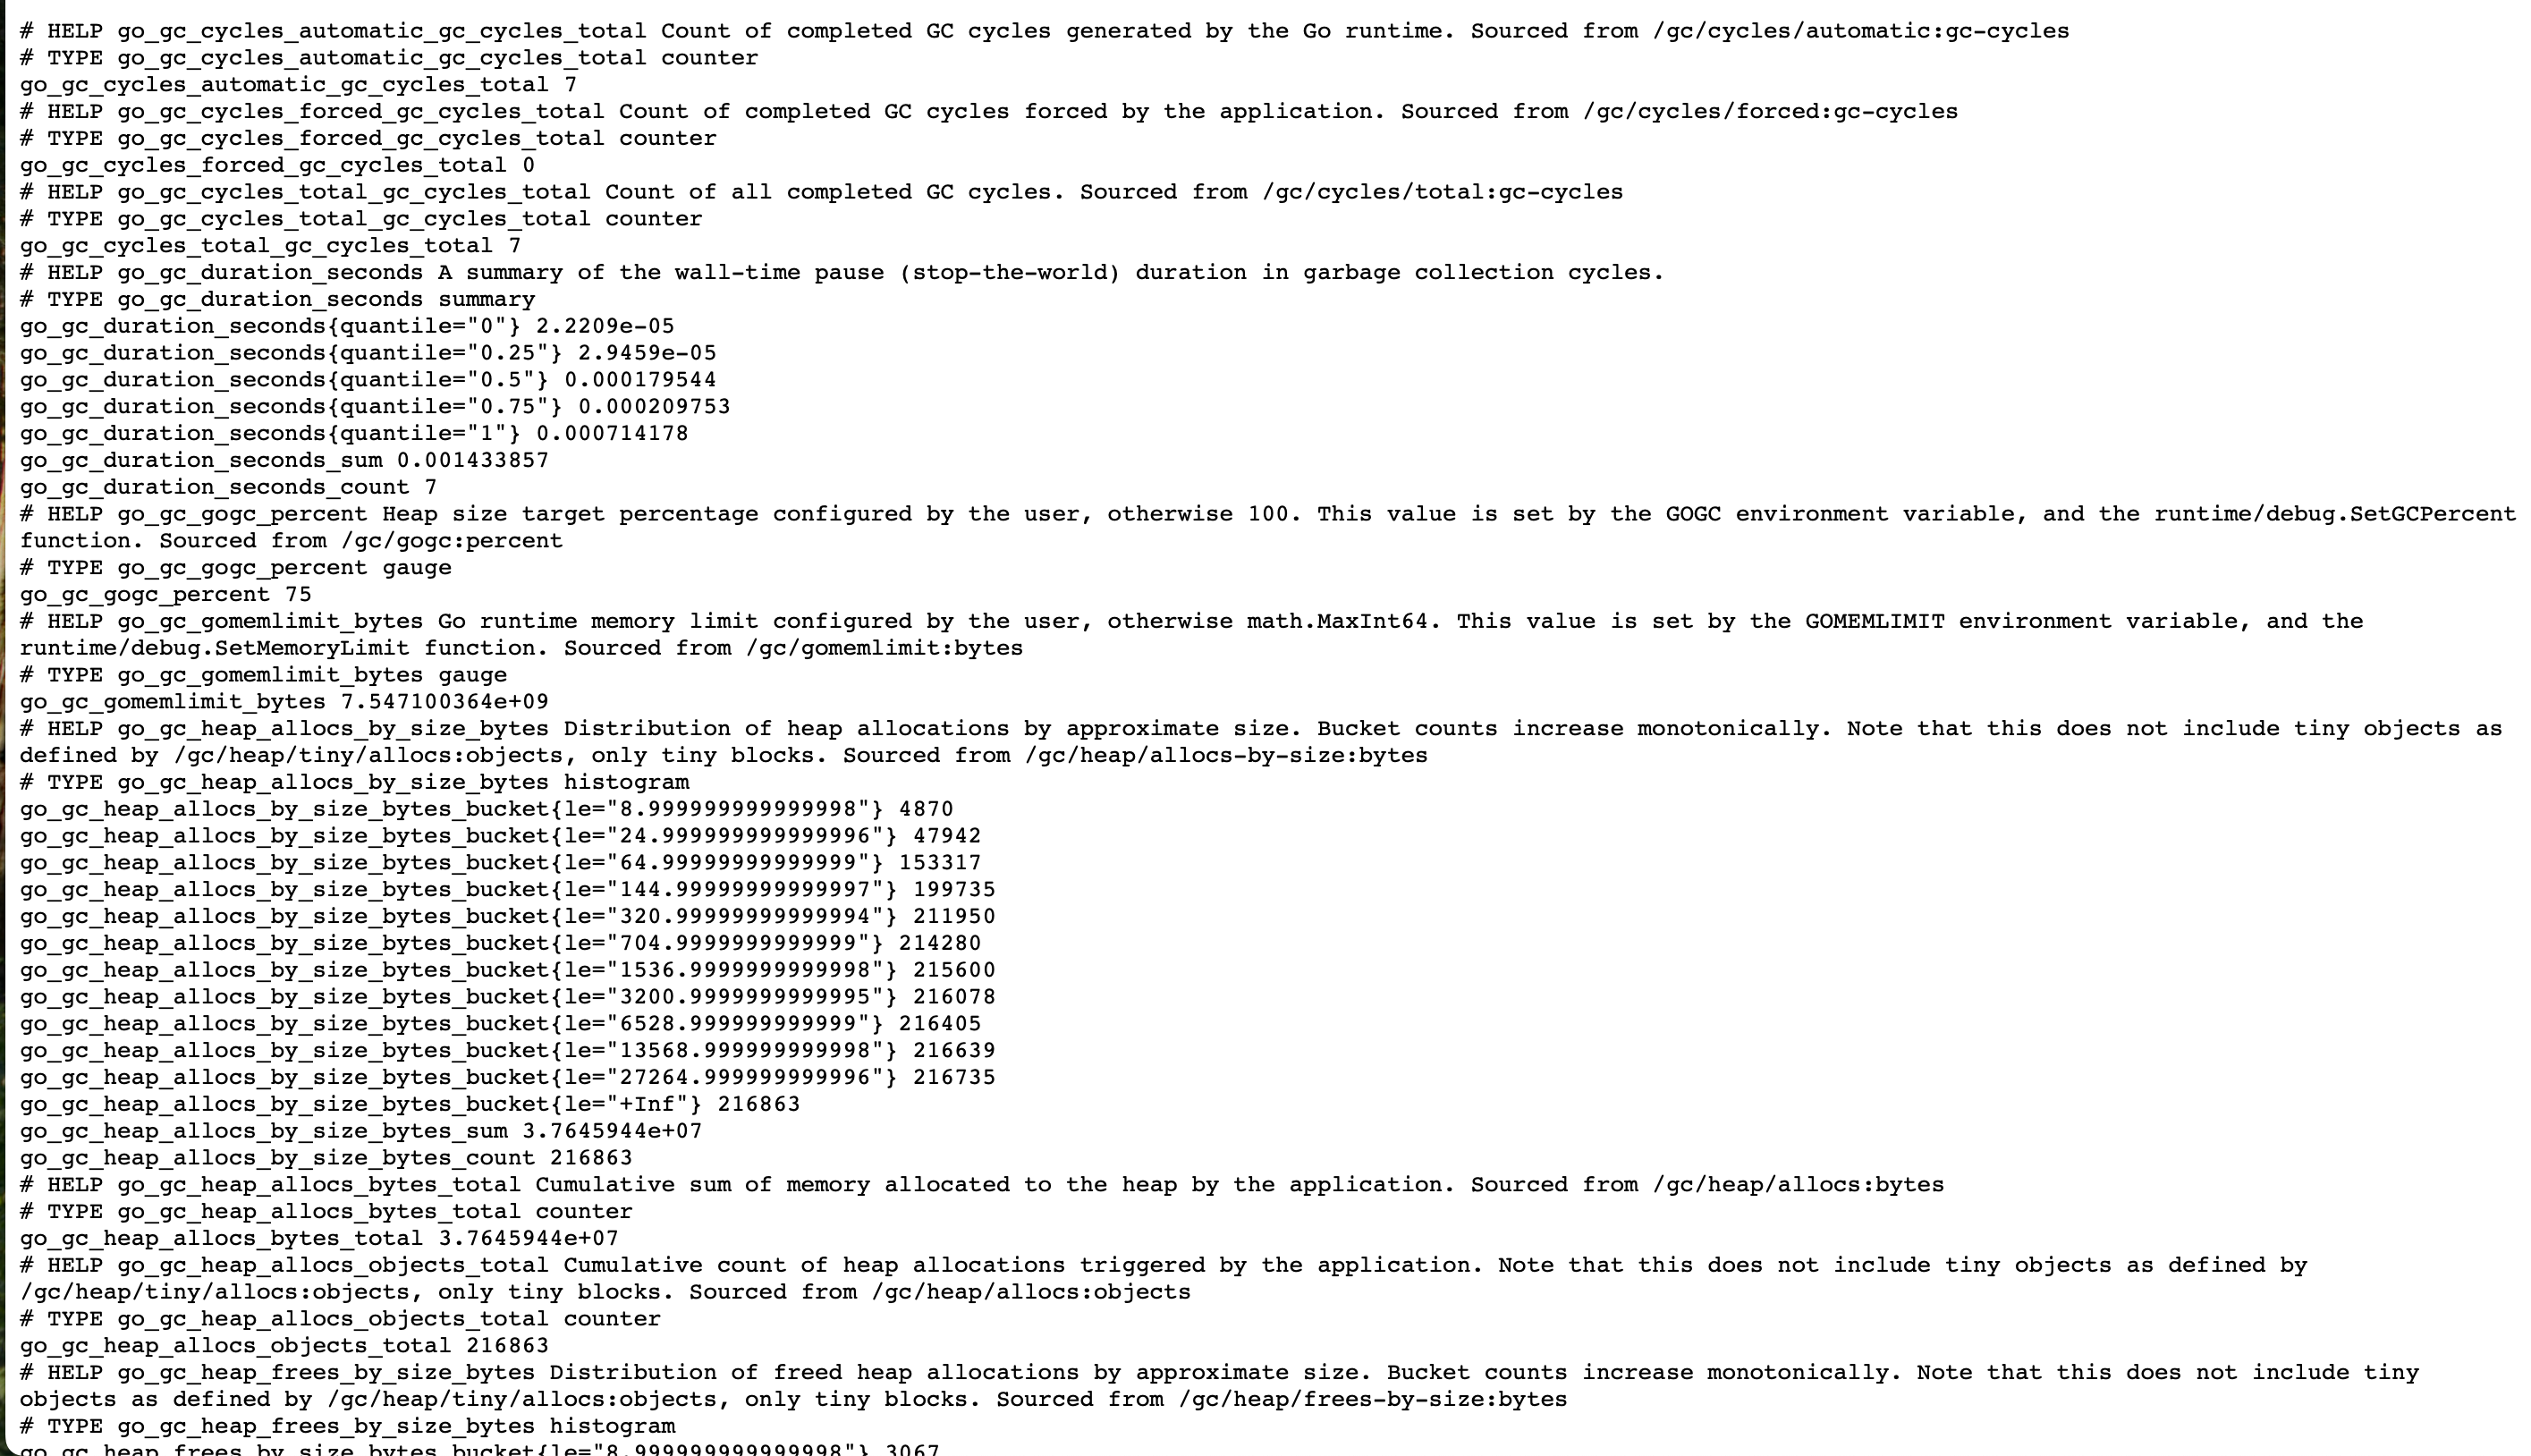 # HELP go_gc_cycles_automatic_gc_cycles_total Count of completed GC cycles generated by the Go runtime. Sourced from /gc/cycles/automatic:gc-cycles
# TYPE go_gc_cycles_automatic_gc_cycles_total counter
go_gc_cycles_automatic_gc_cycles_total 7
# HELP go_gc_cycles_forced_gc_cycles_total Count of completed GC cycles forced by the application. Sourced from /gc/cycles/forced:gc-cycles
# TYPE go_gc_cycles_forced_gc_cycles_total counter
go_gc_cycles_forced_gc_cycles_total 0
# HELP go_gc_cycles_total_gc_cycles_total Count of all completed GC cycles. Sourced from /gc/cycles/total:gc-cycles
# TYPE go_gc_cycles_total_gc_cycles_total counter
go_gc_cycles_total_gc_cycles_total 7
# HELP go_gc_duration_seconds A summary of the wall-time pause (stop-the-world) duration in garbage collection cycles.
# TYPE go_gc_duration_seconds summary
go_gc_duration_seconds{quantile="0"} 2.2209e-05
go_gc_duration_seconds{quantile="0.25"} 2.9459e-05
go_gc_duration_seconds{quantile="0.5"} 0.000179544
go_gc_duration_seconds{quantile="0.75"} 0.000209753
go_gc_duration_seconds{quantile="1"} 0.000714178
go_gc_duration_seconds_sum 0.001433857
go_gc_duration_seconds_count 7
# HELP go_gc_gogc_percent Heap size target percentage configured by the user, otherwise 100. This value is set by the GOGC environment variable, and the runtime/debug.SetGCPercent
function. Sourced from /gc/gogc:percent
# TYPE go_gc_gogc_percent gauge
go_gc_gogc_percent 75
# HELP go_gc_gomemlimit_bytes Go runtime memory limit configured by the user, otherwise math.MaxInt64. This value is set by the GOMEMLIMIT environment variable, and the
runtime/debug.SetMemoryLimit function. Sourced from /gc/gomemlimit:bytes
# TYPE go_gc_gomemlimit_bytes gauge
go_gc_gomemlimit_bytes 7.547100364e+09
# HELP go_gc_heap_allocs_by_size_bytes Distribution of heap allocations by approximate size. Bucket counts increase monotonically. Note that this does not include tiny objects as
defined by /gc/heap/tiny/allocs:objects, only tiny blocks. Sourced from /gc/heap/allocs-by-size:bytes
# TYPE go_gc_heap_allocs_by_size_bytes histogram
go_gc_heap_allocs_by_size_bytes_bucket{le="8.999999999999998"} 4870
go_gc_heap_allocs_by_size_bytes_bucket{le="24.999999999999996"} 47942
go_gc_heap_allocs_by_size_bytes_bucket{le="64.99999999999999"} 153317
go_gc_heap_allocs_by_size_bytes_bucket{le="144.99999999999997"} 199735
go_gc_heap_allocs_by_size_bytes_bucket{le="320.99999999999994"} 211950
go_gc_heap_allocs_by_size_bytes_bucket{le="704.9999999999999"} 214280
go_gc_heap_allocs_by_size_bytes_bucket{le="1536.9999999999998"} 215600
go_gc_heap_allocs_by_size_bytes_bucket{le="3200.9999999999995"} 216078
go_gc_heap_allocs_by_size_bytes_bucket{le="6528.999999999999"} 216405
go_gc_heap_allocs_by_size_bytes_bucket{le="13568.999999999998"} 216639
go_gc_heap_allocs_by_size_bytes_bucket{le="27264.999999999996"} 216735
go_gc_heap_allocs_by_size_bytes_bucket{le="+Inf"} 216863
go_gc_heap_allocs_by_size_bytes_sum 3.7645944e+07
go_gc_heap_allocs_by_size_bytes_count 216863
# HELP go_gc_heap_allocs_bytes_total Cumulative sum of memory allocated to the heap by the application. Sourced from /gc/heap/allocs:bytes
# TYPE go_gc_heap_allocs_bytes_total counter
go_gc_heap_allocs_bytes_total 3.7645944e+07
# HELP go_gc_heap_allocs_objects_total Cumulative count of heap allocations triggered by the application. Note that this does not include tiny objects as defined by
/gc/heap/tiny/allocs:objects, only tiny blocks. Sourced from /gc/heap/allocs:objects
# TYPE go_gc_heap_allocs_objects_total counter
go_gc_heap_allocs_objects_total 216863
# HELP go_gc_heap_frees_by_size_bytes Distribution of freed heap allocations by approximate size. Bucket counts increase monotonically. Note that this does not include tiny
objects as defined by /gc/heap/tiny/allocs:objects, only tiny blocks. Sourced from /gc/heap/frees-by-size:bytes
# TYPE go_gc_heap_frees_by_size_bytes histogram
go_gc_heap_frees_by_size_bytes_bucket{le="8.999999999999998"} 3067